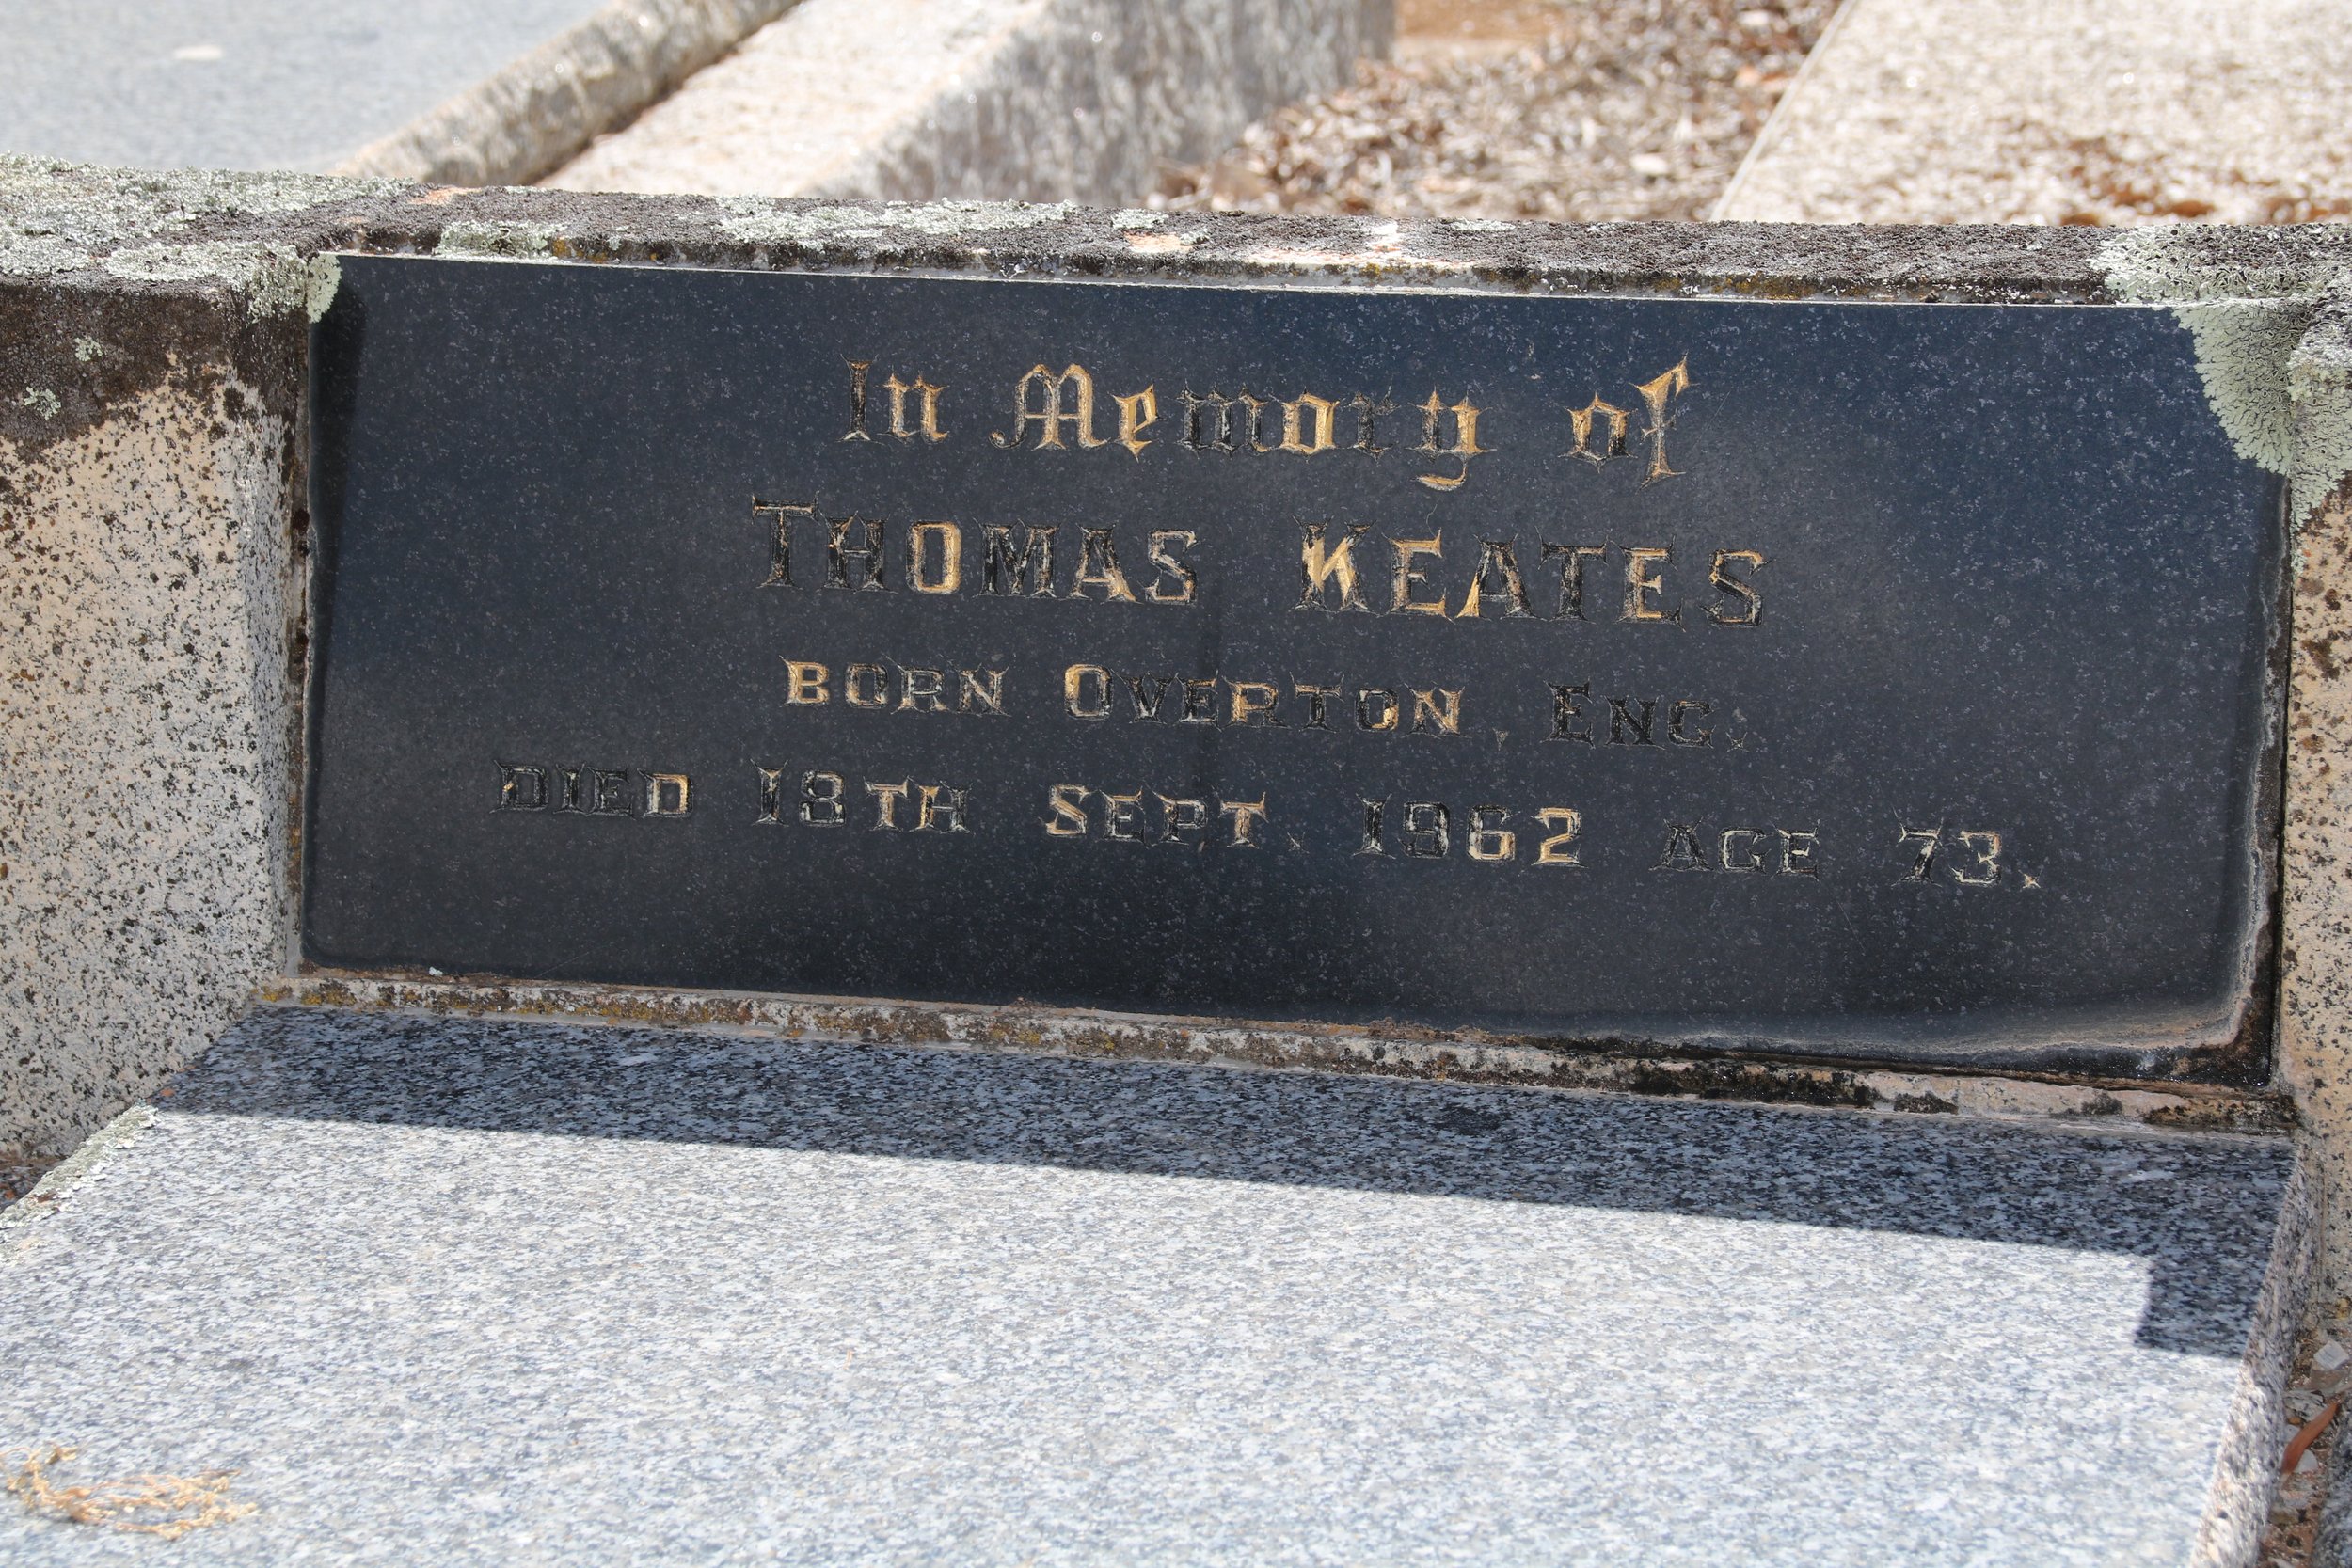 In Memory of
THOMAS KEATES
BORN OVERTON, ENG.
DIED 18TH SEPT. 1962 AGE 73.